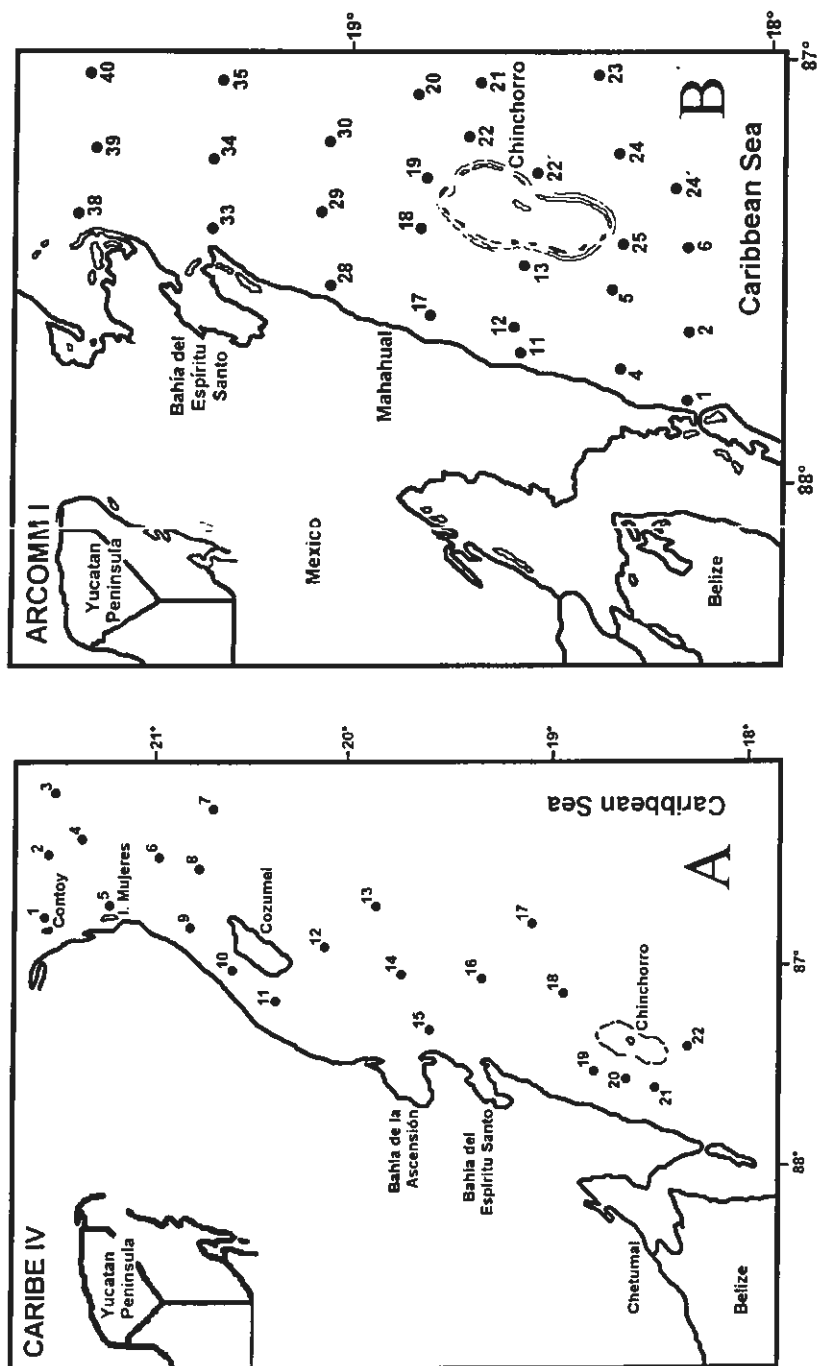 CARIBE IV
Yucatan
Peninsula
1
2
3
Contoy
4
5
I. Mujeres
6
7
8
9
10
Cozumel
11
12
13
14
15
16
17
18
19
20
21
22
Chinchorro
Bahía de la
Ascensión
Bahía del
Espíritu Santo
Chetumal
Belize
Caribbean Sea
A
21°
20°
19°
18°
88°
87°
ARCOMM I
Yucatan
Peninsula
Mexico
Bahía del
Espíritu
Santo
Mahahual
Belize
38
39
40
33
34
35
28
29
30
17
18
19
20
21
22
22´
Chinchorro
11
12
13
23
24
24´
25
4
5
1
2
6
Caribbean Sea
B
19°
18°
88°
87°